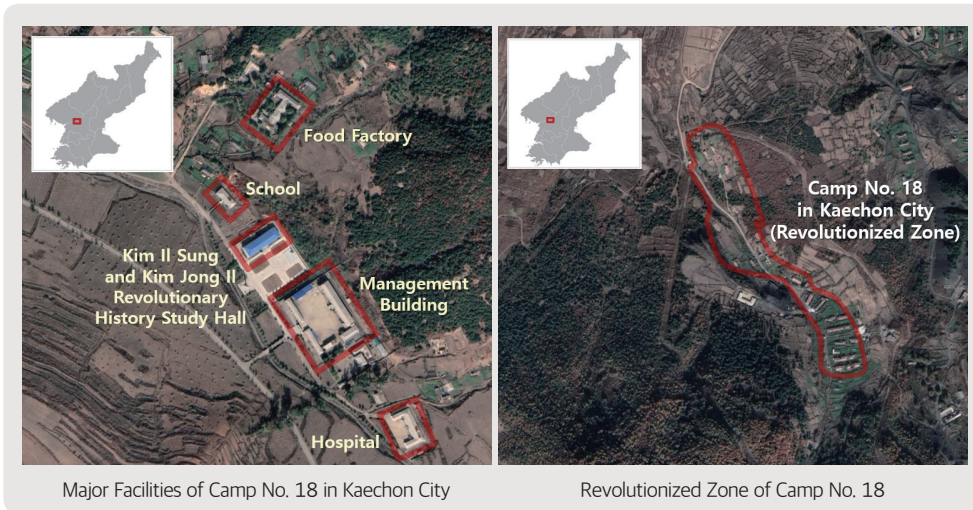 Food Factory
School
Kim Il Sung
and Kim Jong Il
Revolutionary
History Study Hall
Management
Building
Hospital
Camp No. 18
in Kaechon City
(Revolutionized Zone)
Major Facilities of Camp No. 18 in Kaechon City
Revolutionized Zone of Camp No. 18